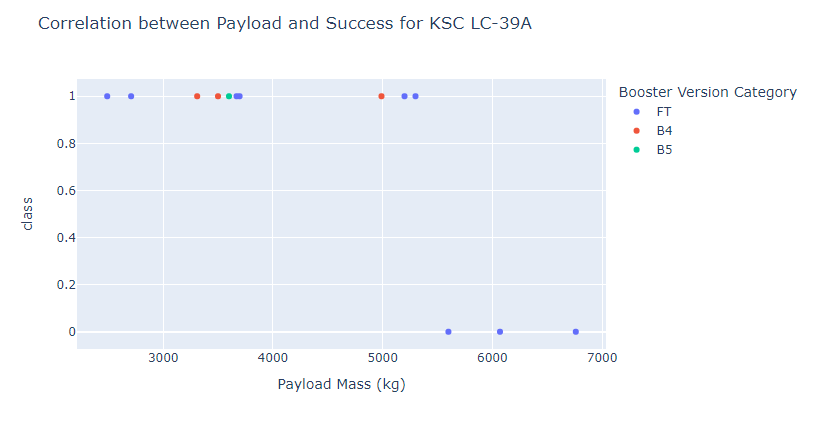 Correlation between Payload and Success for KSC LC-39A
Booster Version Category
FT
B4
B5
class
1
0.8
0.6
0.4
0.2
0
3000 4000 5000 6000 7000
Payload Mass (kg)